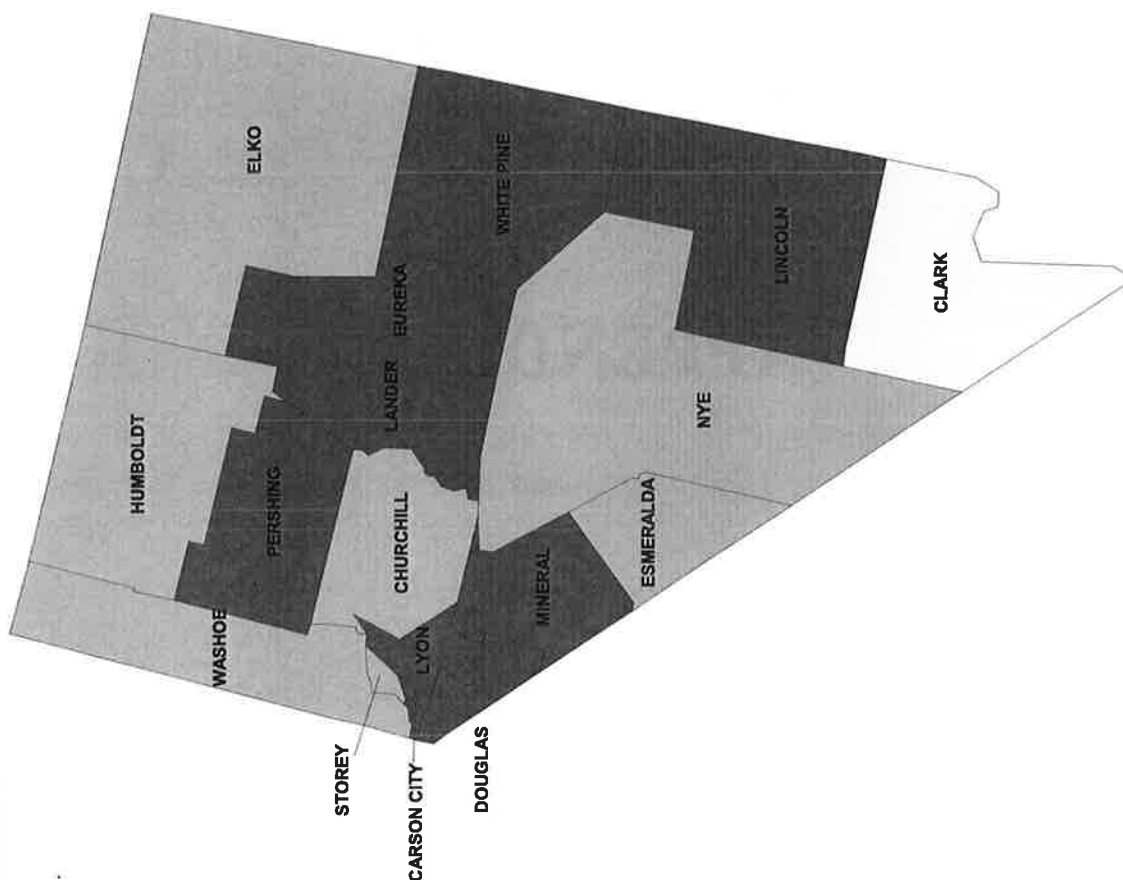 ELKO
HUMBOLDT
WHITE PINE
EUREKA
LANDER
PERSHING
LINCOLN
CHURCHILL
CLARK
NYE
WASHOE
ESMERALDA
MINERAL
LYON
STOREY
CARSON CITY
DOUGLAS